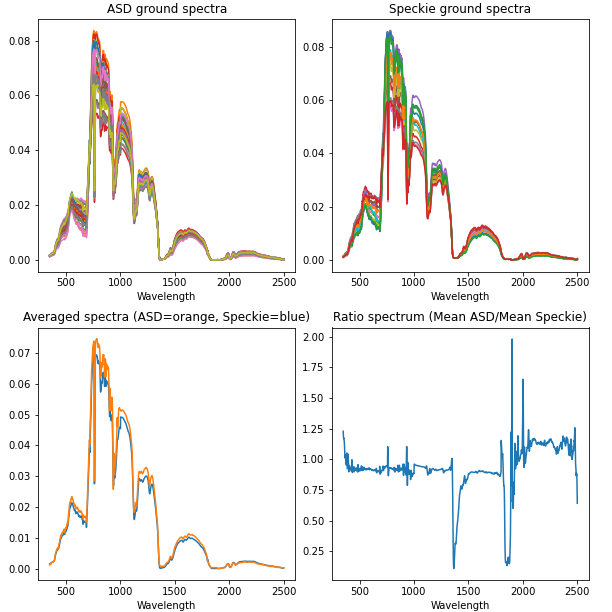 ASD ground spectra
0.08
0.06
0.04
0.02
0.00
500 1000 1500 2000 2500
Wavelength
Speckie ground spectra
0.08
0.06
0.04
0.02
0.00
500 1000 1500 2000 2500
Wavelength
Averaged spectra (ASD=orange, Speckie=blue)
0.07
0.06
0.05
0.04
0.03
0.02
0.01
0.00
500 1000 1500 2000 2500
Wavelength
Ratio spectrum (Mean ASD/Mean Speckie)
2.00
1.75
1.50
1.25
1.00
0.75
0.50
0.25
500 1000 1500 2000 2500
Wavelength